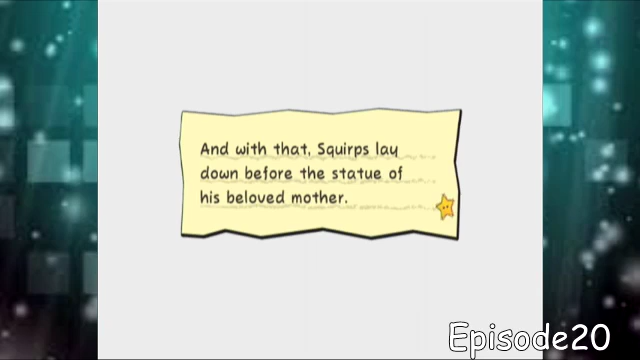 And with that, Squirps lay
down before the statue of
his beloved mother.
Episode20